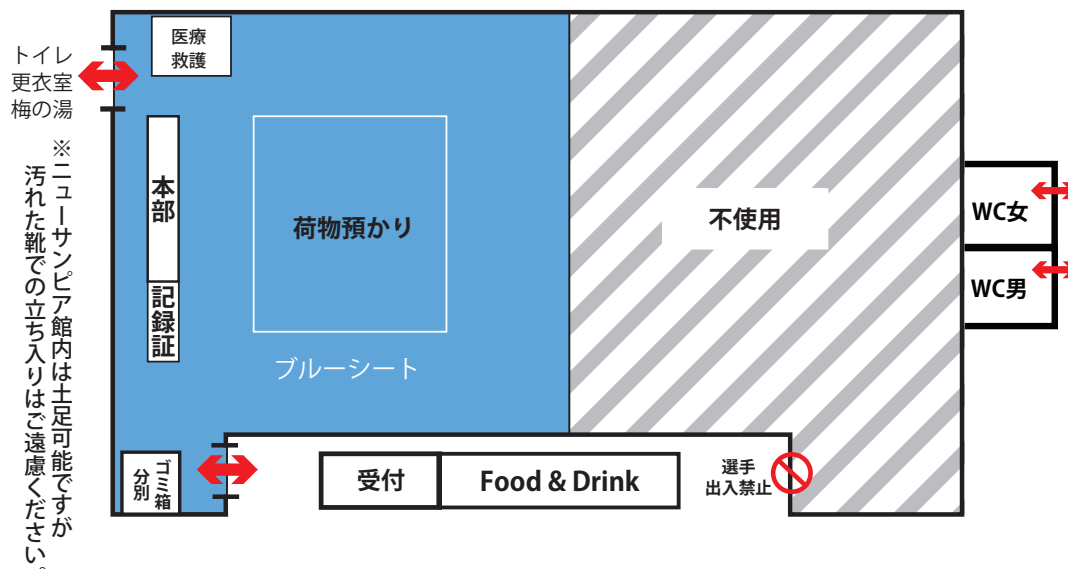 トイレ
更衣室
梅の湯
※ニューサンピア館内は土足可能ですが
汚れた靴での立ち入りはご遠慮ください。
医療
救護
本部
記録証
荷物預かり
ブルーシート
ゴミ箱
分別
受付
Food & Drink
選手
出入禁止
不使用
WC女
WC男